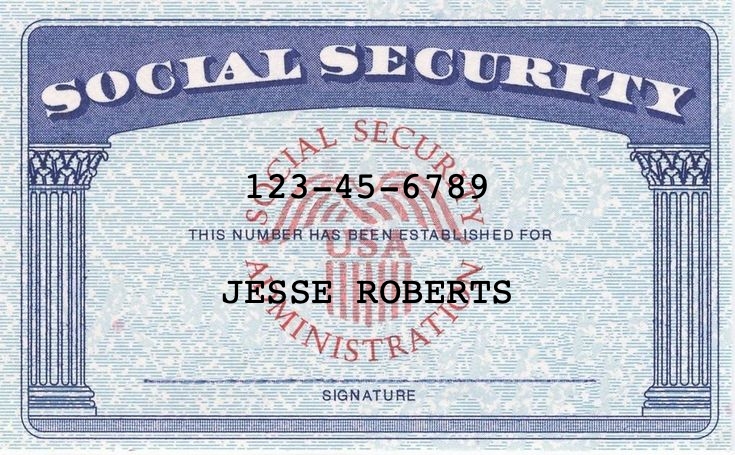 SOCIAL SECURITY
SOCIAL SECURITY
123-45-6789
THIS NUMBER HAS BEEN ESTABLISHED FOR
USA
JESSE ROBERTS
ADMINISTRATION
SIGNATURE